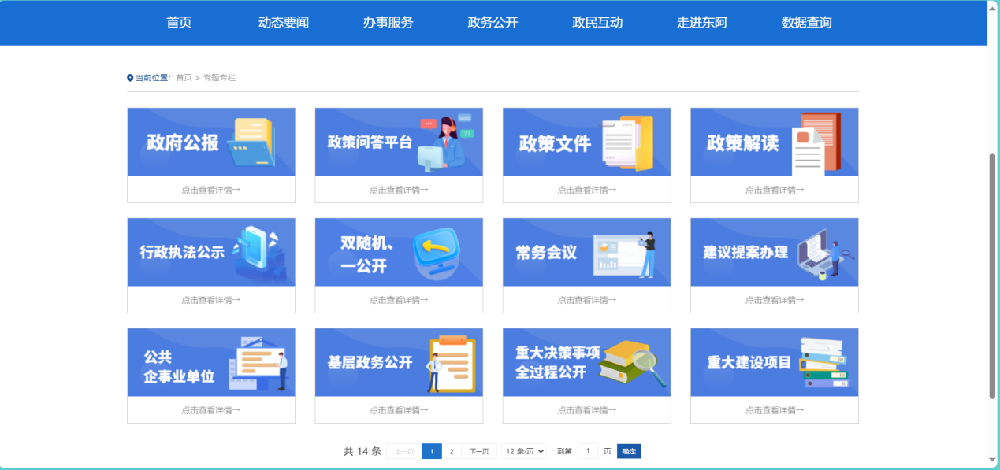 首页 动态要闻 办事服务 政务公开 政民互动 走进东阿 数据查询
当前位置：首页 > 专题专栏
政府公报
政策问答平台
政策文件
政策解读
点击查看详情→ 点击查看详情→ 点击查看详情→ 点击查看详情→
行政执法公示
双随机、
一公开
常务会议
建议提案办理
点击查看详情→ 点击查看详情→ 点击查看详情→ 点击查看详情→
公共
企事业单位
基层政务公开
重大决策事项
全过程公开
重大建设项目
点击查看详情→ 点击查看详情→ 点击查看详情→ 点击查看详情→
共 14 条 上一页 1 2 下一页 12 条/页 到第 1 页 确定